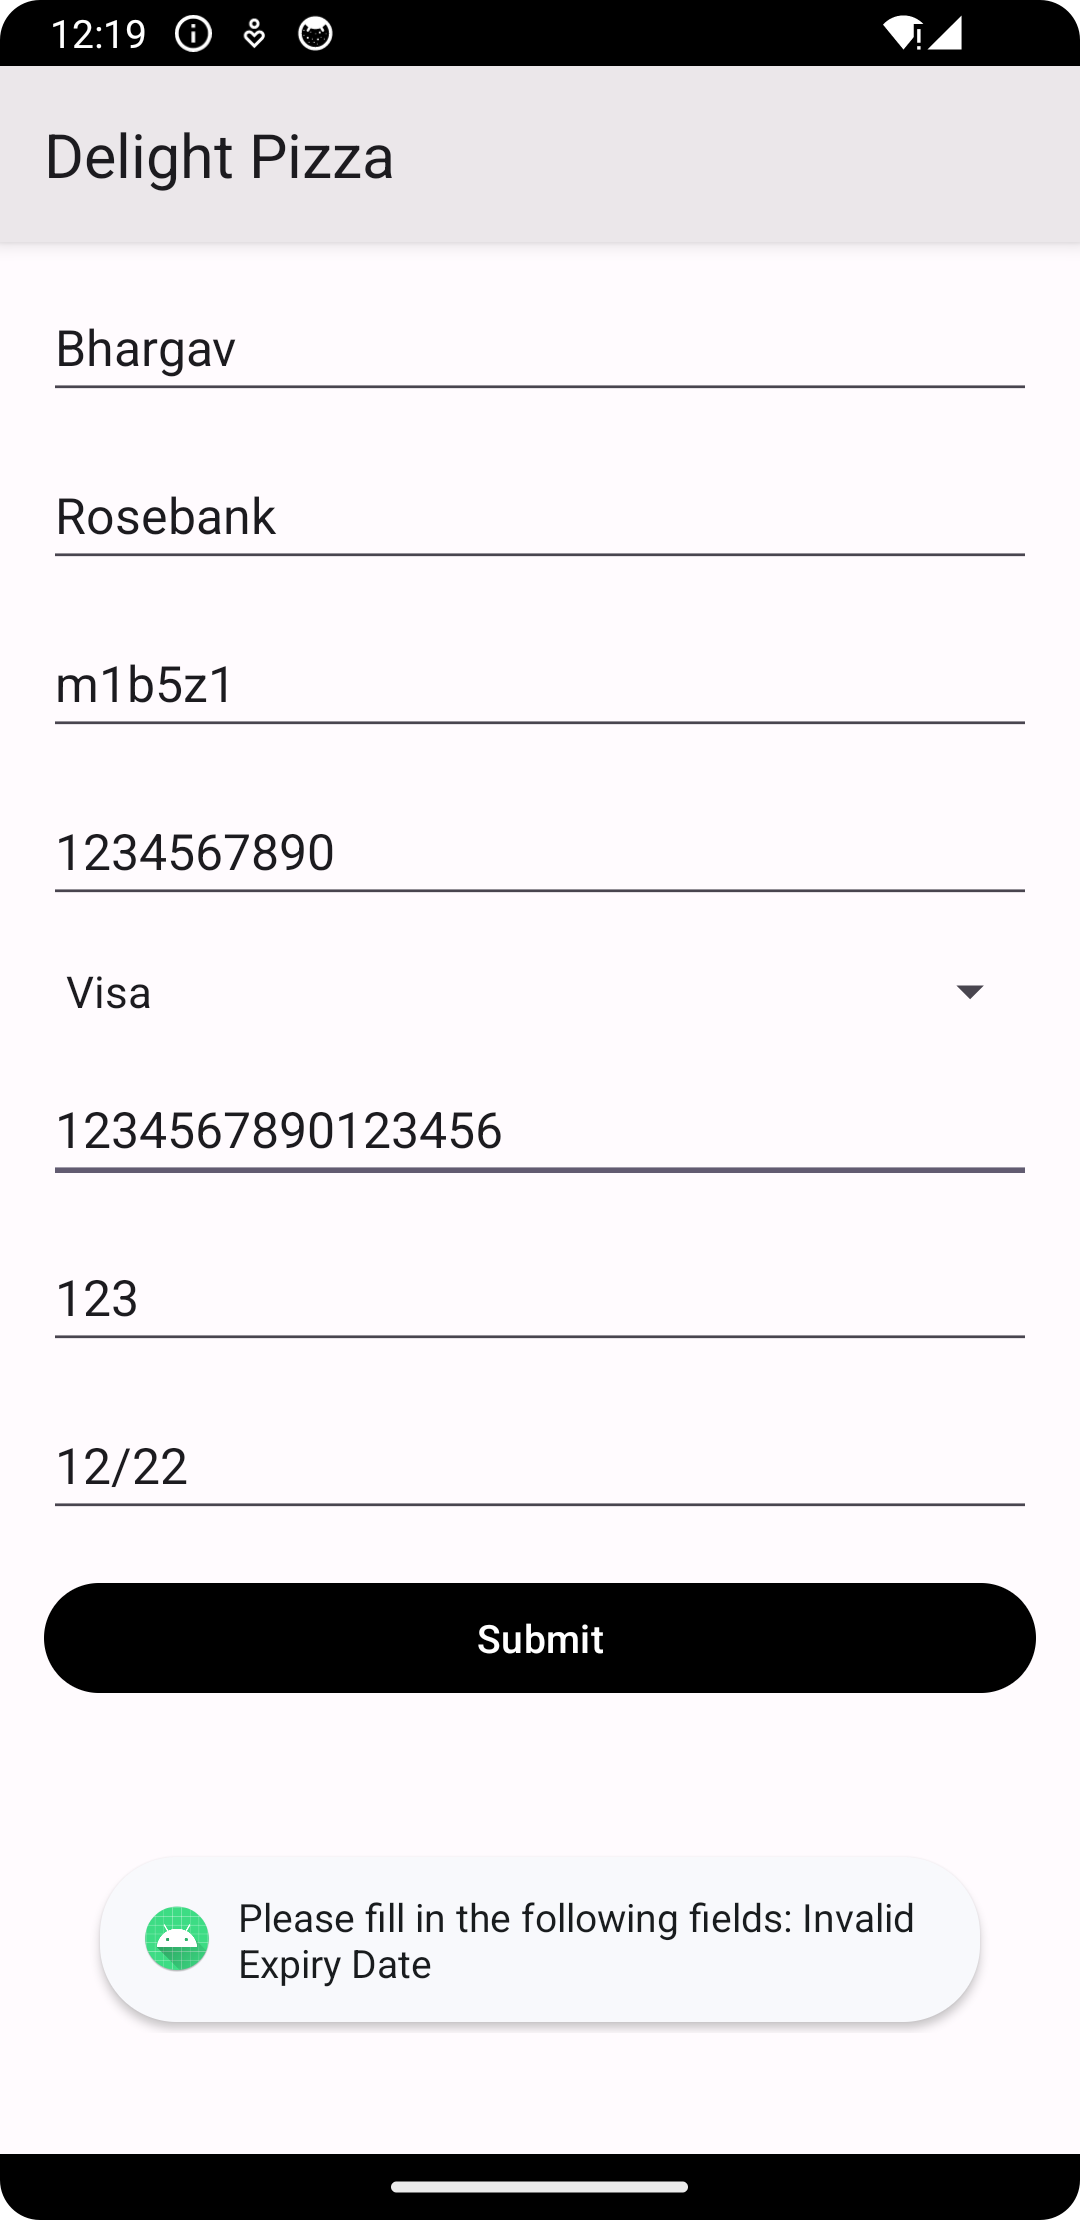 12:19
Delight Pizza
Bhargav
Rosebank
m1b5z1
1234567890
Visa
1234567890123456
123
12/22
Submit
Please fill in the following fields: Invalid
Expiry Date